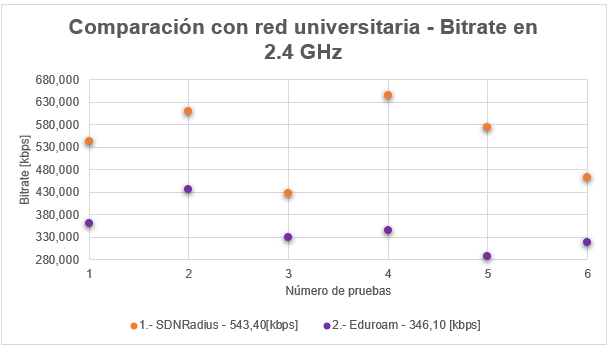 Comparación con red universitaria - Bitrate en
2.4 GHz
Bitrate [kbps]
680,000
630,000
580,000
530,000
480,000
430,000
380,000
330,000
280,000
1 2 3 4 5 6
Número de pruebas
1.- SDNRadius - 543,40[kbps] 2.- Eduroam - 346,10 [kbps]